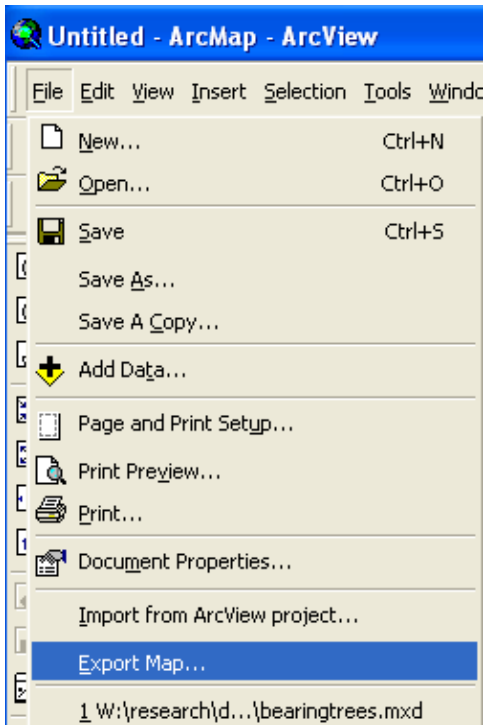 Untitled - ArcMap - ArcView
File Edit View Insert Selection Tools Windo
New... Ctrl+N
Open... Ctrl+O
Save Ctrl+S
Save As...
Save A Copy...
Add Data...
Page and Print Setup...
Print Preview...
Print...
Document Properties...
Import from ArcView project...
Export Map...
1 W:\research\d...\bearingtrees.mxd